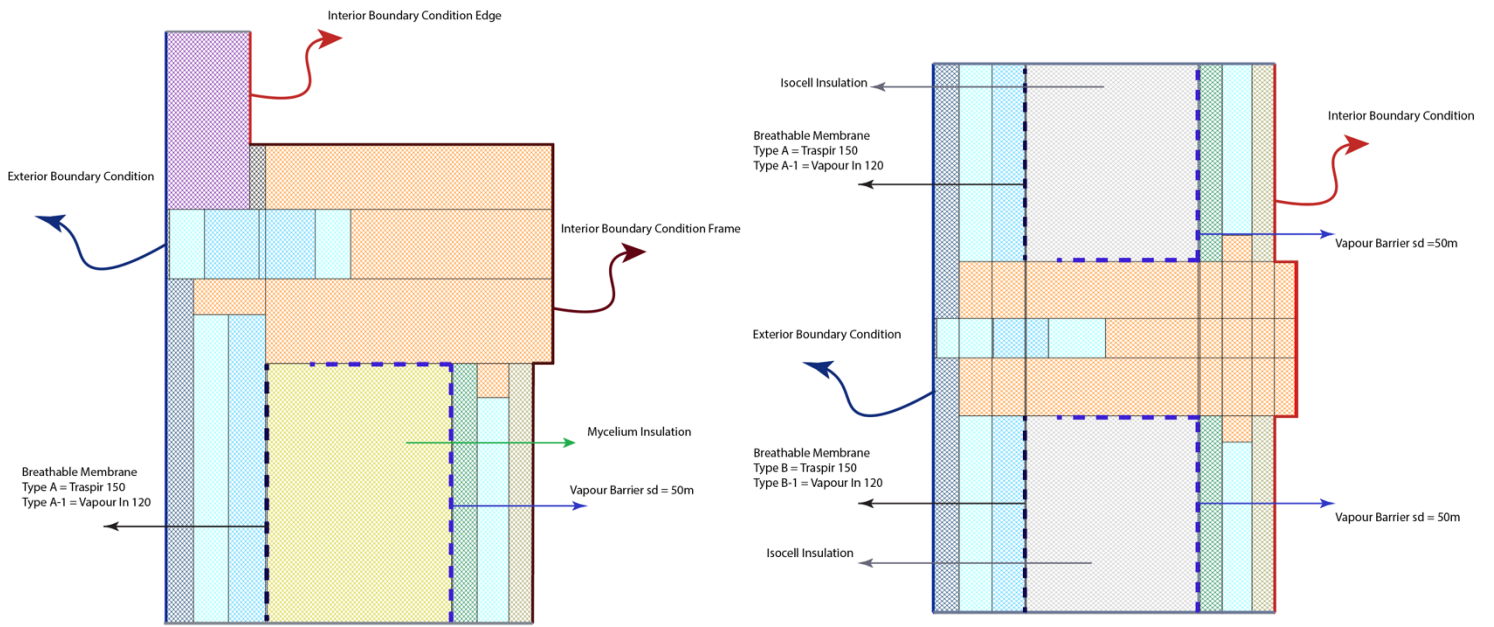 Interior Boundary Condition Edge
Exterior Boundary Condition
Interior Boundary Condition Frame
Mycelium Insulation
Breathable Membrane
Type A = Traspir 150
Type A-1 = Vapour In 120
Vapour Barrier sd = 50m
Isocell Insulation
Breathable Membrane
Type A = Traspir 150
Type A-1 = Vapour In 120
Interior Boundary Condition
Vapour Barrier sd =50m
Exterior Boundary Condition
Breathable Membrane
Type B = Traspir 150
Type B-1 = Vapour In 120
Vapour Barrier sd = 50m
Isocell Insulation